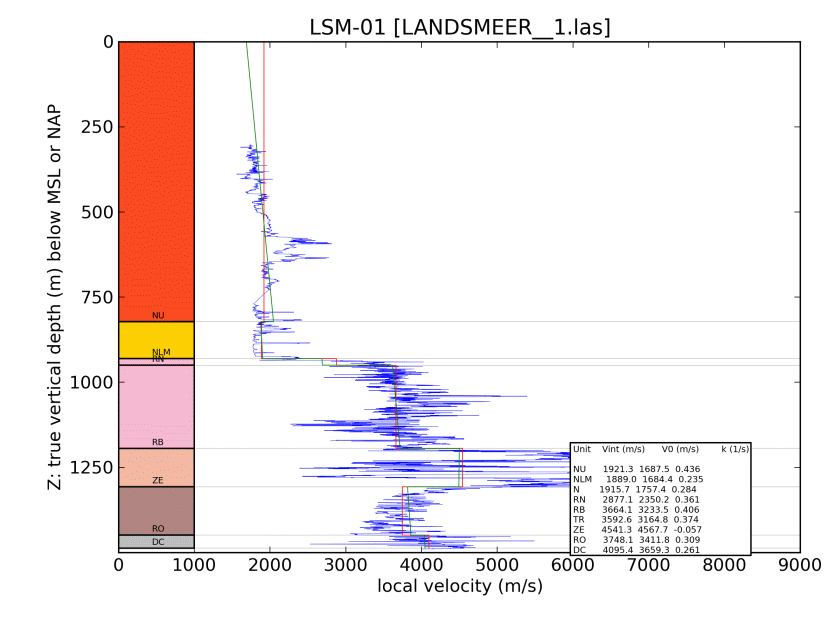 LSM-01 [LANDSMEER__1.las]
0
250
500
750
1000
1250
Z: true vertical depth (m) below MSL or NAP
NU
NLM
RN
RB
ZE
RO
DC
Unit Vint (m/s) V0 (m/s) k (1/s)
NU 1921.3 1687.5 0.436
NLM 1889.0 1684.4 0.235
N 1915.7 1757.4 0.284
RN 2877.1 2350.2 0.361
RB 3664.1 3233.5 0.406
TR 3592.6 3164.8 0.374
ZE 4541.3 4567.7 -0.057
RO 3748.1 3411.8 0.309
DC 4095.4 3659.3 0.261
0 1000 2000 3000 4000 5000 6000 7000 8000 9000
local velocity (m/s)